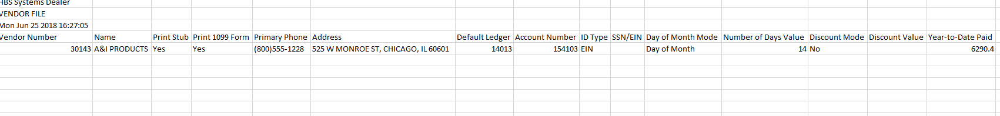 HBS Systems Dealer
VENDOR FILE
Mon Jun 25 2018 16:27:05
Vendor Number Name Print Stub Print 1099 Form Primary Phone Address Default Ledger Account Number ID Type SSN/EIN Day of Month Mode Number of Days Value Discount Mode Discount Value Year-to-Date Paid
30143 A&I PRODUCTS Yes Yes (800)555-1228 525 W MONROE ST, CHICAGO, IL 60601 14013 154103 EIN Day of Month 14 No 6290.4